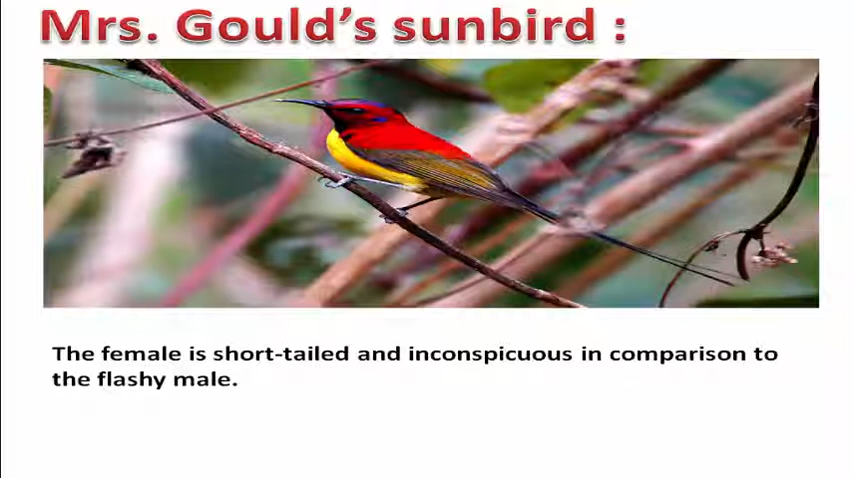 Mrs. Gould’s sunbird :
The female is short-tailed and inconspicuous in comparison to
the flashy male.